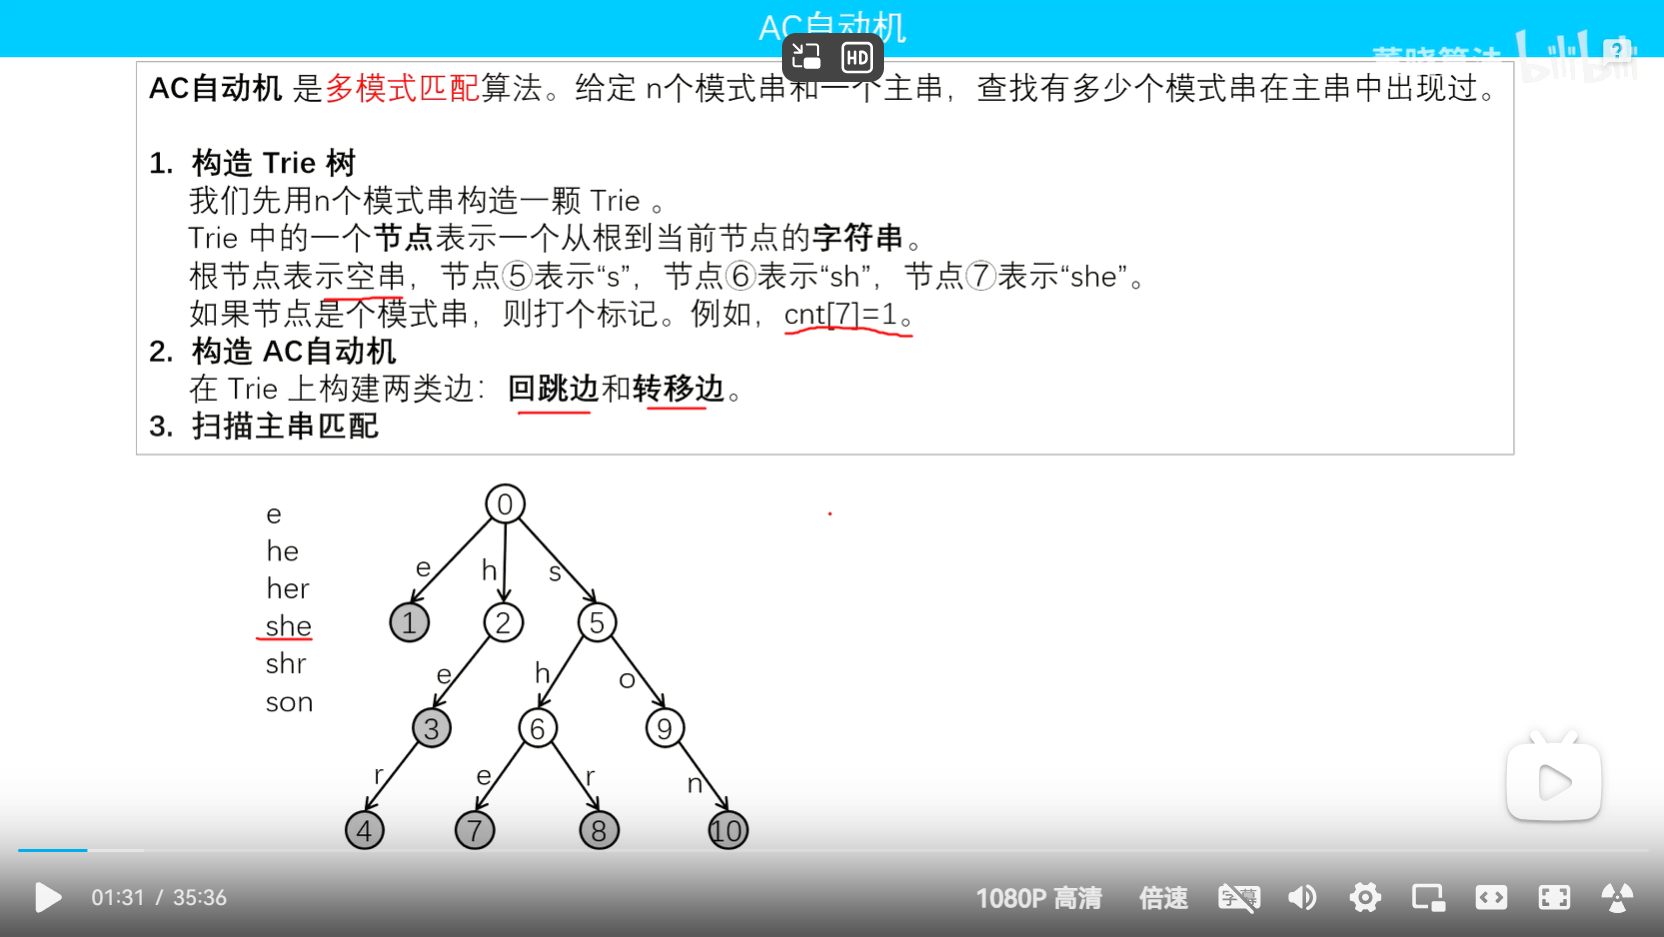 AC自动机
HD
董晓算法 bilibili
?
AC自动机 是多模式匹配算法。给定 n个模式串和一个主串，查找有多少个模式串在主串中出现过。
1. 构造 Trie 树
我们先用n个模式串构造一颗 Trie 。
Trie 中的一个节点表示一个从根到当前节点的字符串。
根节点表示空串，节点⑤表示“s”，节点⑥表示“sh”，节点⑦表示“she”。
如果节点是个模式串，则打个标记。例如，cnt[7]=1。
2. 构造 AC自动机
在 Trie 上构建两类边：回跳边和转移边。
3. 扫描主串匹配
e
he
her
she
shr
son
0
e h s
1 2 5
e h o
3 6 9
r e r n
4 7 8 10
01:31 / 35:36
1080P 高清 倍速 字幕